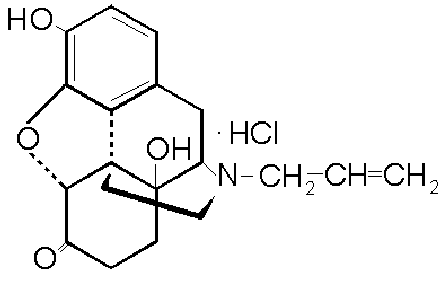 HO
O
OH
· HCl
N–CH₂–CH=CH₂
O